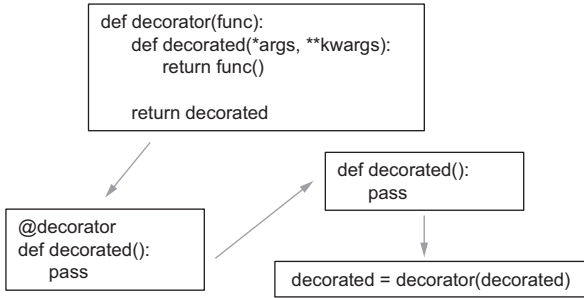 def decorator(func):
    def decorated(*args, **kwargs):
        return func()

    return decorated
@decorator
def decorated():
    pass
def decorated():
    pass
decorated = decorator(decorated)